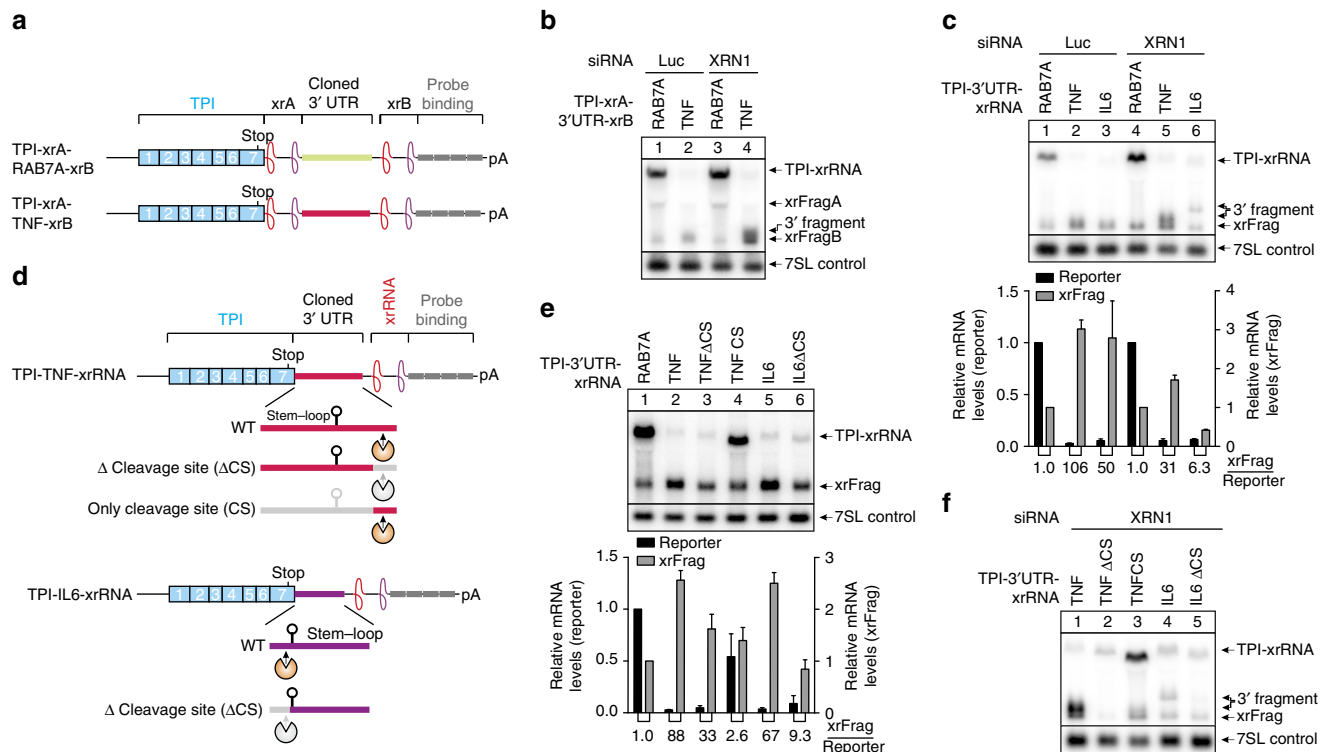 a
TPI
xrA
Cloned
3′ UTR
xrB
Probe
binding
Stop
TPI-xrA-
RAB7A-xrB
1 2 3 4 5 6 7
pA
Stop
TPI-xrA-
TNF-xrB
1 2 3 4 5 6 7
pA
b
siRNA
Luc
XRN1
TPI-xrA-
3′UTR-xrB
RAB7A
TNF
RAB7A
TNF
1 2 3 4
TPI-xrRNA
xrFragA
3′ fragment
xrFragB
7SL control
c
siRNA
Luc
XRN1
TPI-3′UTR-
xrRNA
RAB7A
TNF
IL6
RAB7A
TNF
IL6
1 2 3 4 5 6
TPI-xrRNA
3′ fragment
xrFrag
7SL control
Reporter
xrFrag
Relative mRNA
levels (reporter)
1.5
1.0
0.5
0.0
4
3
2
1
0
Relative mRNA
levels (xrFrag)
1.0 106 50 1.0 31 6.3
xrFrag
Reporter
d
TPI
Cloned
3′ UTR
xrRNA
Probe
binding
Stop
TPI-TNF-xrRNA
1 2 3 4 5 6 7
pA
Stem–loop
WT
Δ Cleavage site (ΔCS)
Only cleavage site (CS)
Stop
TPI-IL6-xrRNA
1 2 3 4 5 6 7
pA
Stem–loop
WT
Δ Cleavage site (ΔCS)
e
TPI-3′UTR-
xrRNA
RAB7A
TNF
TNFΔCS
TNF CS
IL6
IL6ΔCS
1 2 3 4 5 6
TPI-xrRNA
xrFrag
7SL control
Reporter
xrFrag
Relative mRNA
levels (reporter)
1.5
1.0
0.5
0.0
3
2
1
0
Relative mRNA
levels (xrFrag)
1.0 88 33 2.6 67 9.3
xrFrag
Reporter
f
siRNA
XRN1
TPI-3′UTR-
xrRNA
TNF
TNF ΔCS
TNFCS
IL6
IL6 ΔCS
1 2 3 4 5
TPI-xrRNA
3′ fragment
xrFrag
7SL control